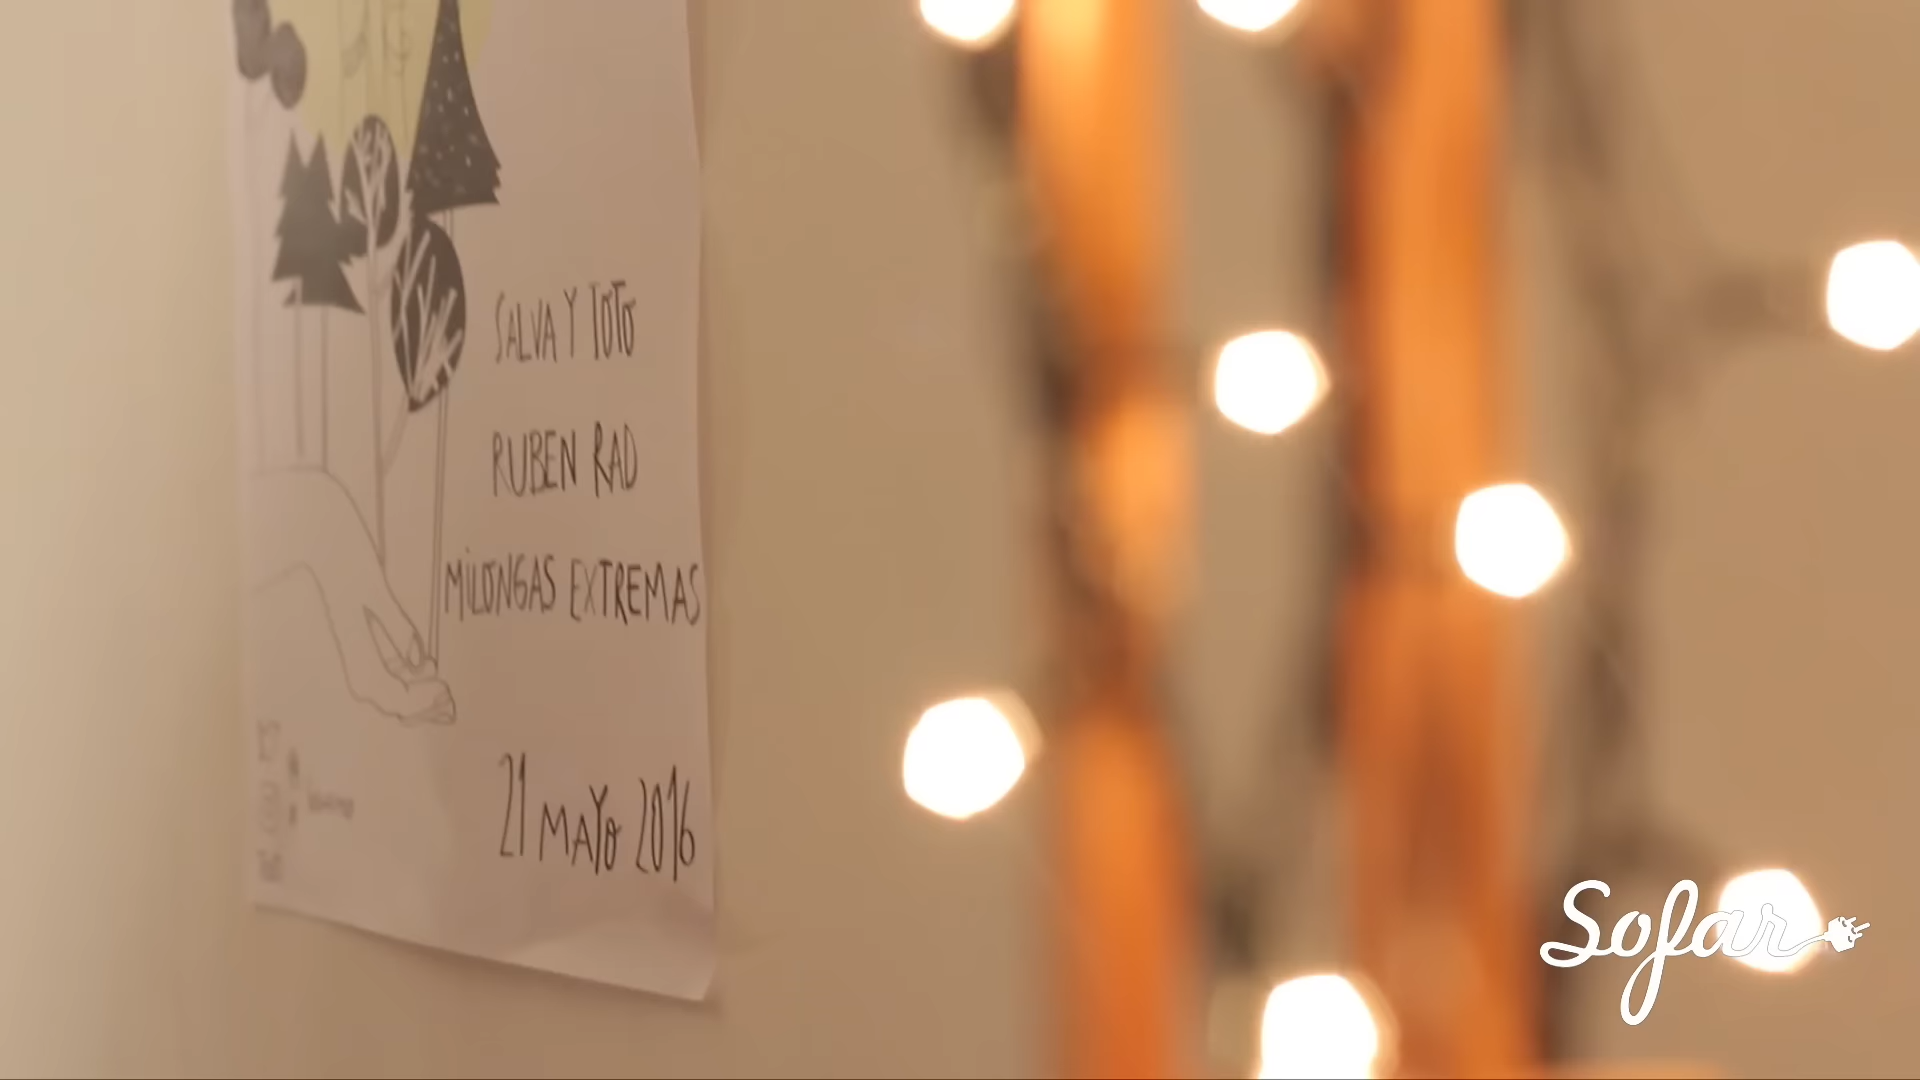 SALVA Y TOTO
RUBEN RAD
MILONGAS EXTREMAS
21 MAYO 2016
Sofar